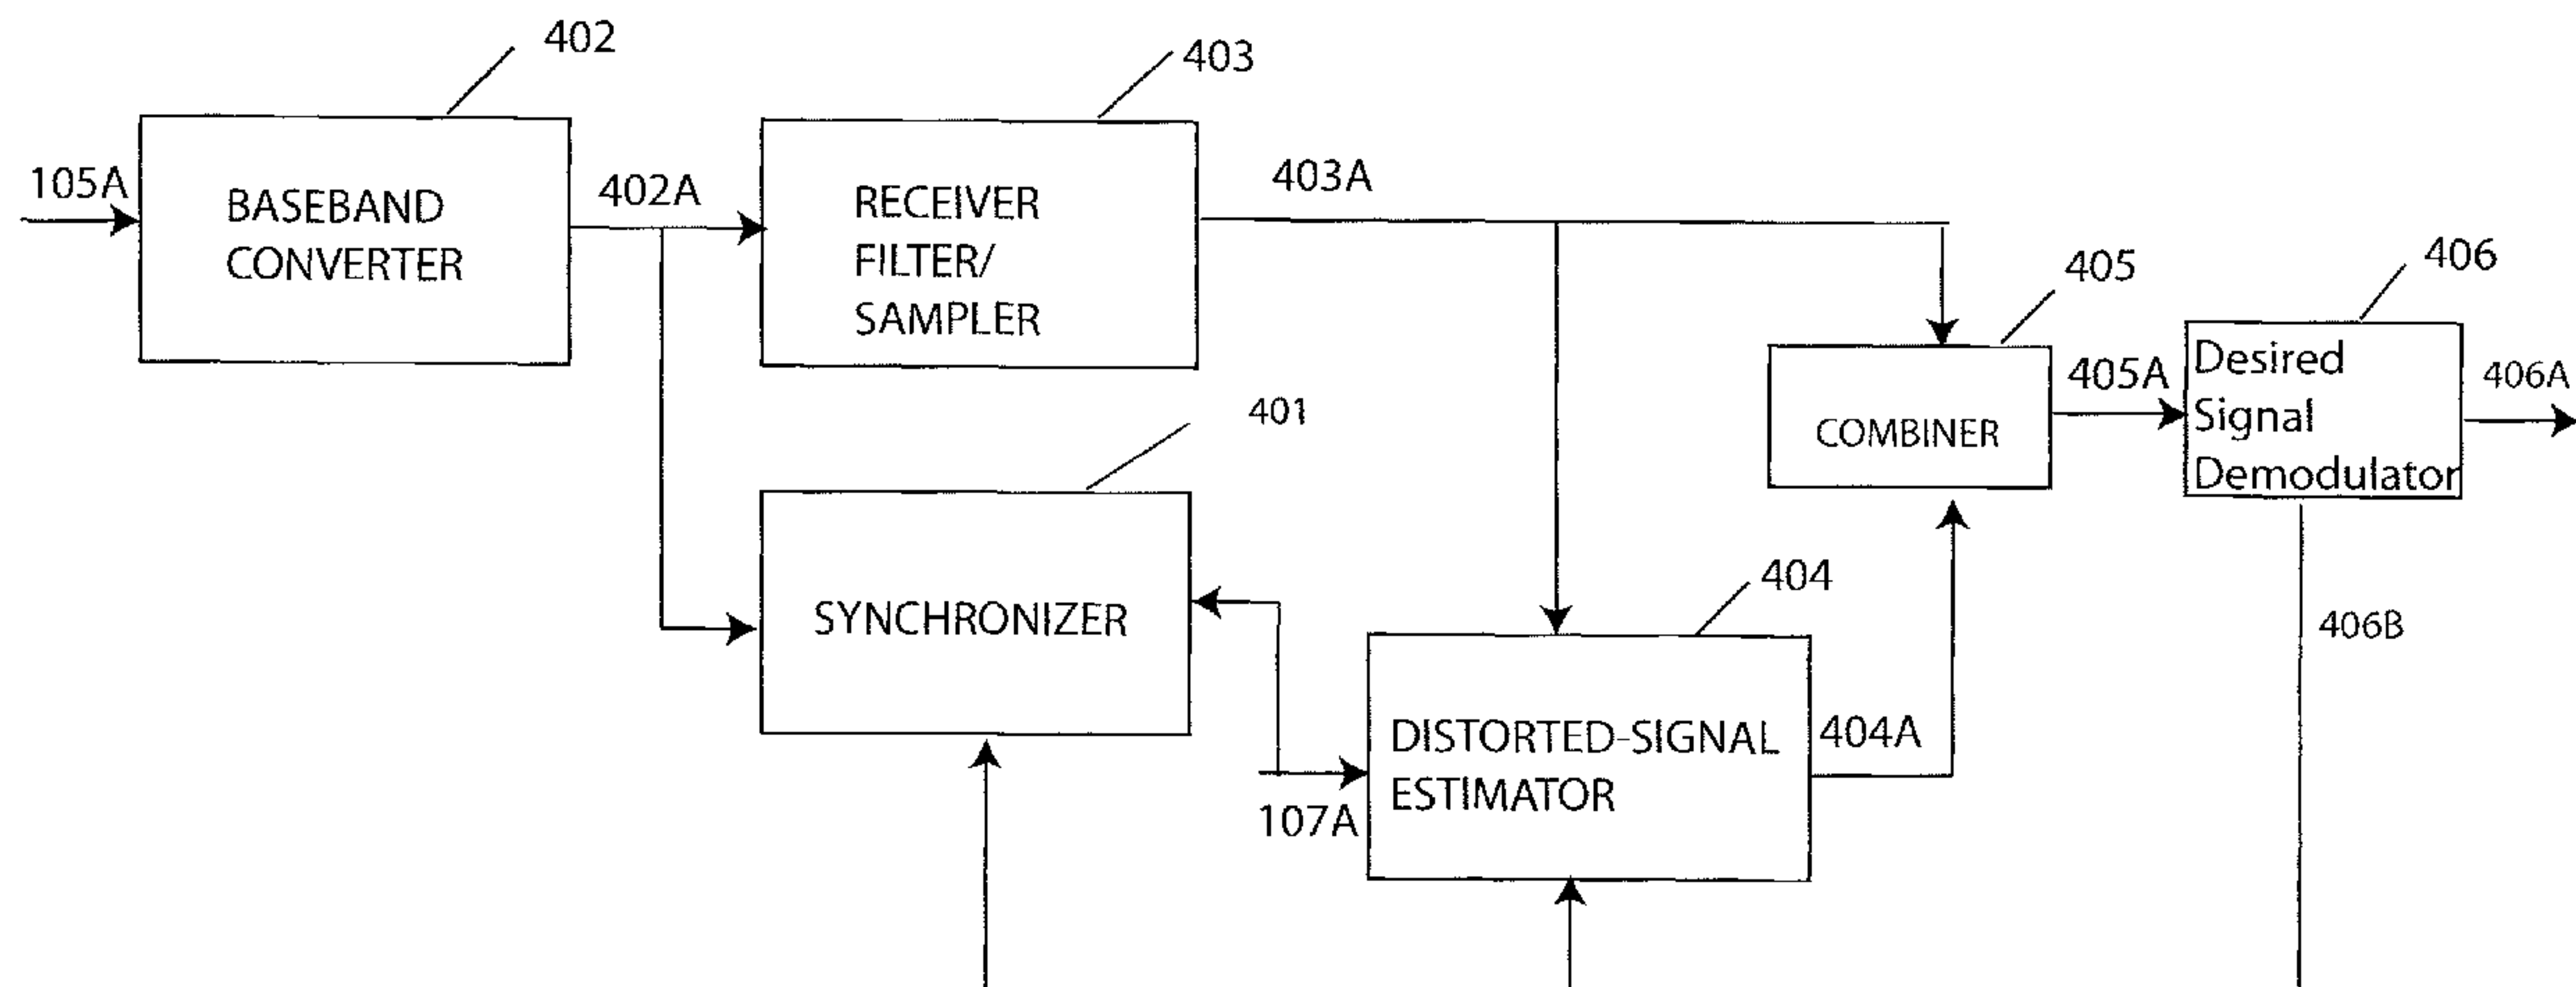 402
403
105A
BASEBAND
CONVERTER
402A
RECEIVER
FILTER/
SAMPLER
403A
405
406
401
COMBINER
405A
Desired
Signal
Demodulator
406A
SYNCHRONIZER
404
406B
107A
DISTORTED-SIGNAL
ESTIMATOR
404A